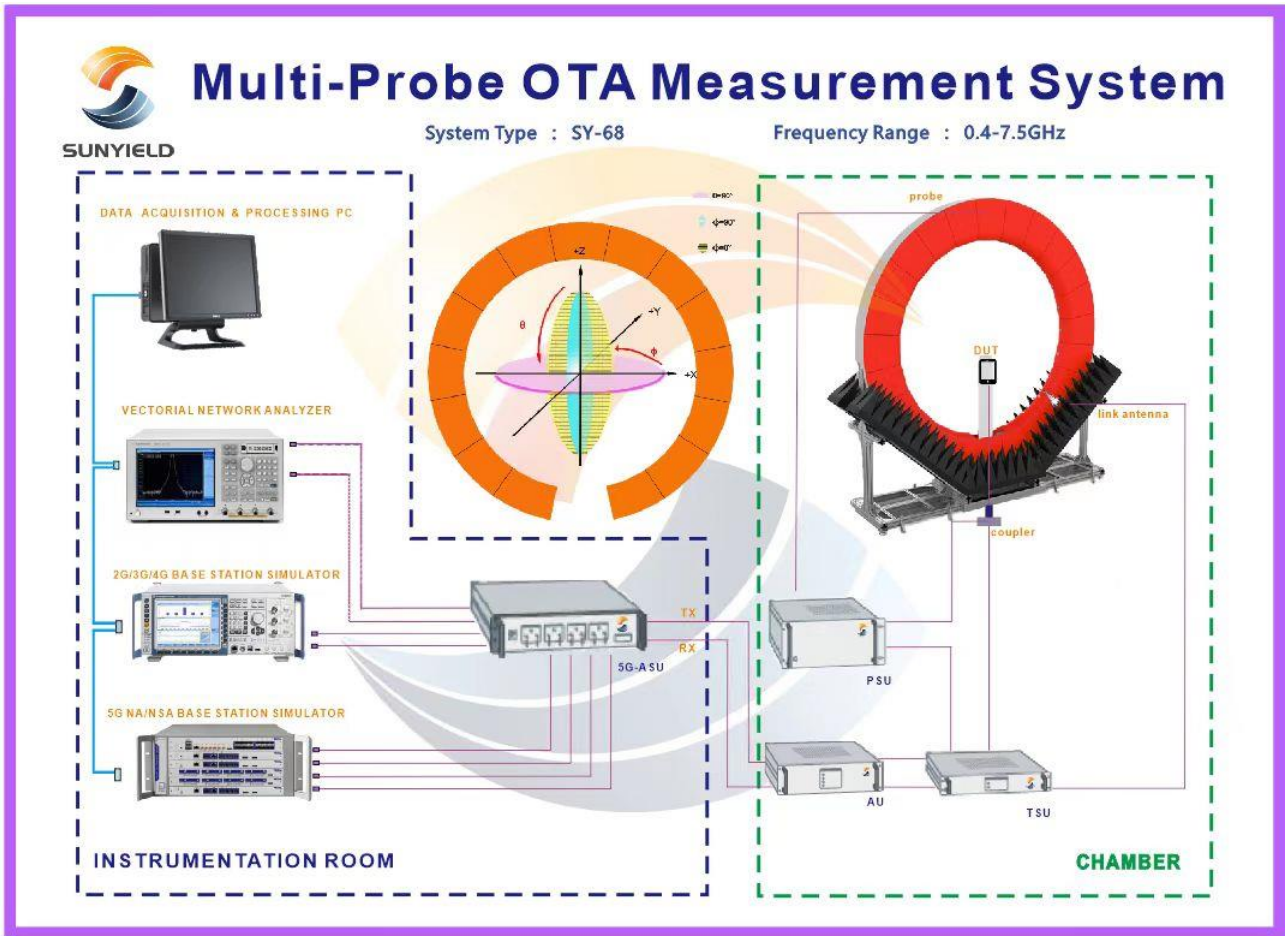 Multi-Probe OTA Measurement System
SUNYIELD
System Type : SY-68
Frequency Range : 0.4-7.5GHz
DATA ACQUISITION & PROCESSING PC
VECTORIAL NETWORK ANALYZER
2G/3G/4G BASE STATION SIMULATOR
5G NA/NSA BASE STATION SIMULATOR
INSTRUMENTATION ROOM
ϕ=90°
ϕ=0°
+Z
+Y
+X
θ
ϕ
TX
RX
5G-ASU
probe
DUT
link antenna
coupler
PSU
AU
TSU
CHAMBER